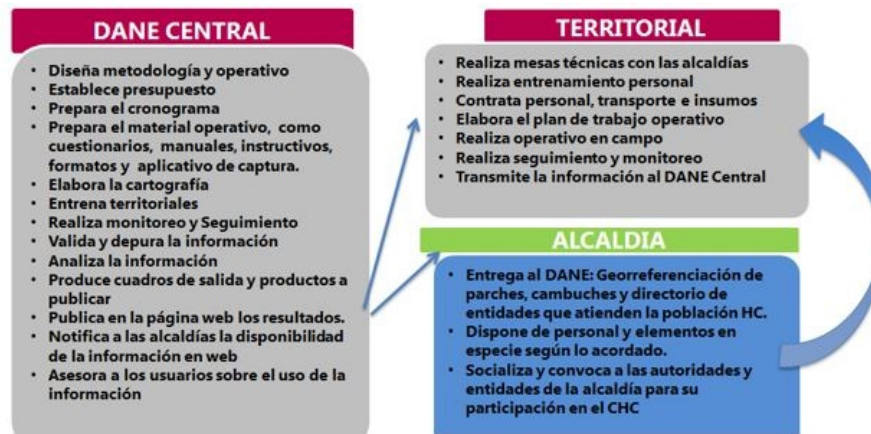 DANE CENTRAL
• Diseña metodología y operativo
• Establece presupuesto
• Prepara el cronograma
• Prepara el material operativo, como
cuestionarios, manuales, instructivos,
formatos y aplicativo de captura.
• Elabora la cartografía
• Entrena territoriales
• Realiza monitoreo y Seguimiento
• Valida y depura la información
• Analiza la información
• Produce cuadros de salida y productos a
publicar
• Publica en la página web los resultados.
• Notifica a las alcaldías la disponibilidad
de la información en web
• Asesora a los usuarios sobre el uso de la
información
TERRITORIAL
• Realiza mesas técnicas con las alcaldías
• Realiza entrenamiento personal
• Contrata personal, transporte e insumos
• Elabora el plan de trabajo operativo
• Realiza operativo en campo
• Realiza seguimiento y monitoreo
• Transmite la información al DANE Central
ALCALDIA
• Entrega al DANE: Georreferenciación de
parches, cambuches y directorio de
entidades que atienden la población HC.
• Dispone de personal y elementos en
especie según lo acordado.
• Socializa y convoca a las autoridades y
entidades de la alcaldía para su
participación en el CHC